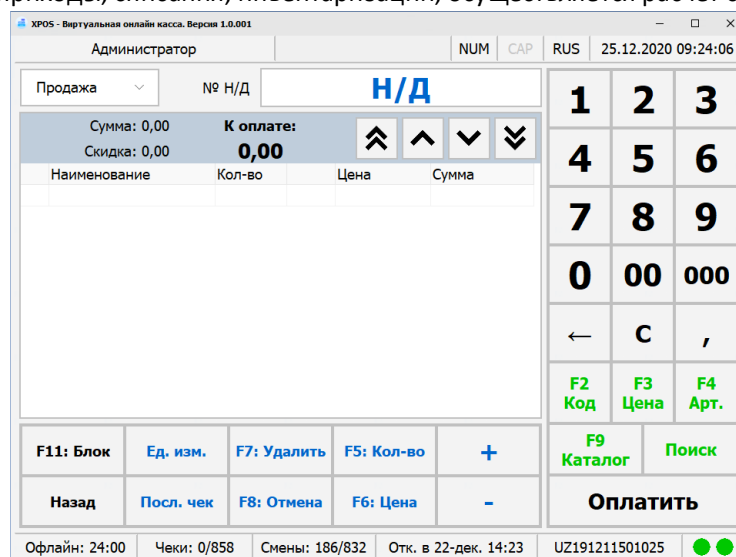 XPOS - Виртуальная онлайн касса. Версия 1.0.001
Администратор NUM CAP RUS 25.12.2020 09:24:06
Продажа № Н/Д Н/Д
Сумма: 0,00 К оплате:
Скидка: 0,00 0,00
Наименование Кол-во Цена Сумма
1 2 3
4 5 6
7 8 9
0 00 000
← C ,
F2 Код F3 Цена F4 Арт.
F11: Блок Ед. изм. F7: Удалить F5: Кол-во + F9 Каталог Поиск
Назад Посл. чек F8: Отмена F6: Цена - Оплатить
Офлайн: 24:00 Чеки: 0/858 Смены: 186/832 Отк. в 22-дек. 14:23 UZ191211501025